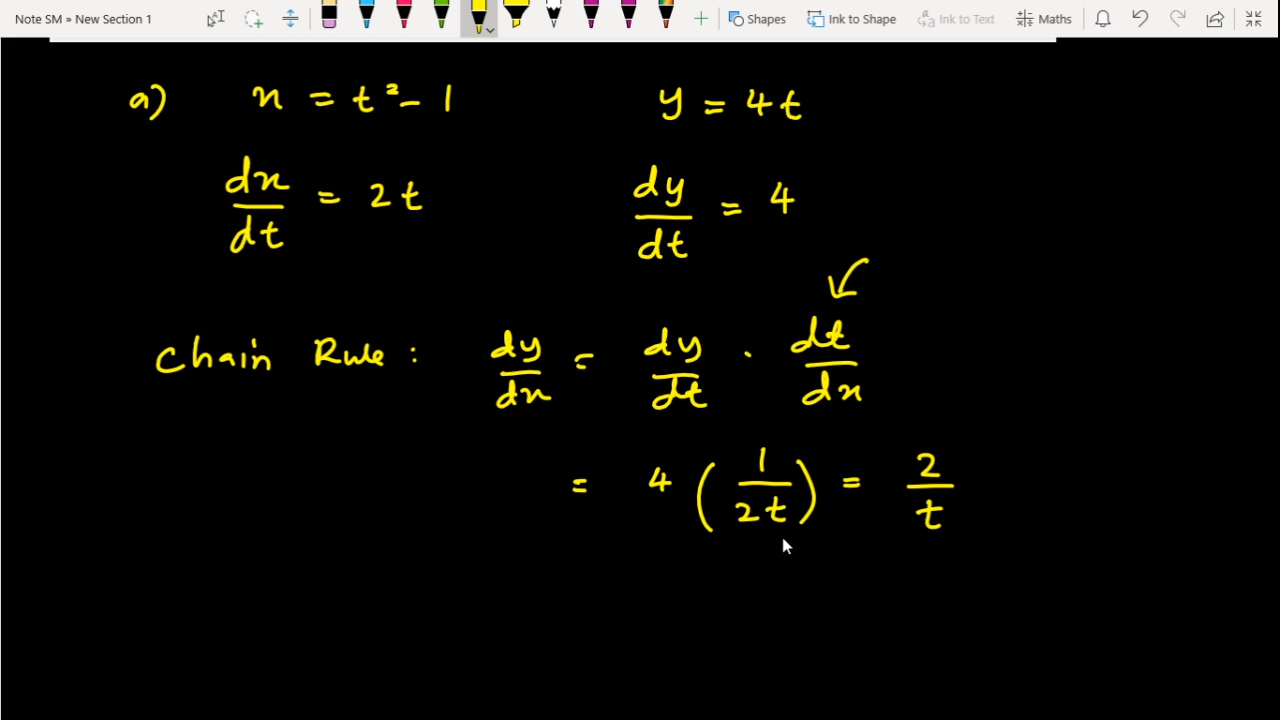 Note SM » New Section 1 Shapes Ink to Shape Ink to Text Maths
a) x = t² - 1 y = 4t
dx/dt = 2t dy/dt = 4
Chain Rule: dy/dx = dy/dt · dt/dx
= 4 (1/2t) = 2/t